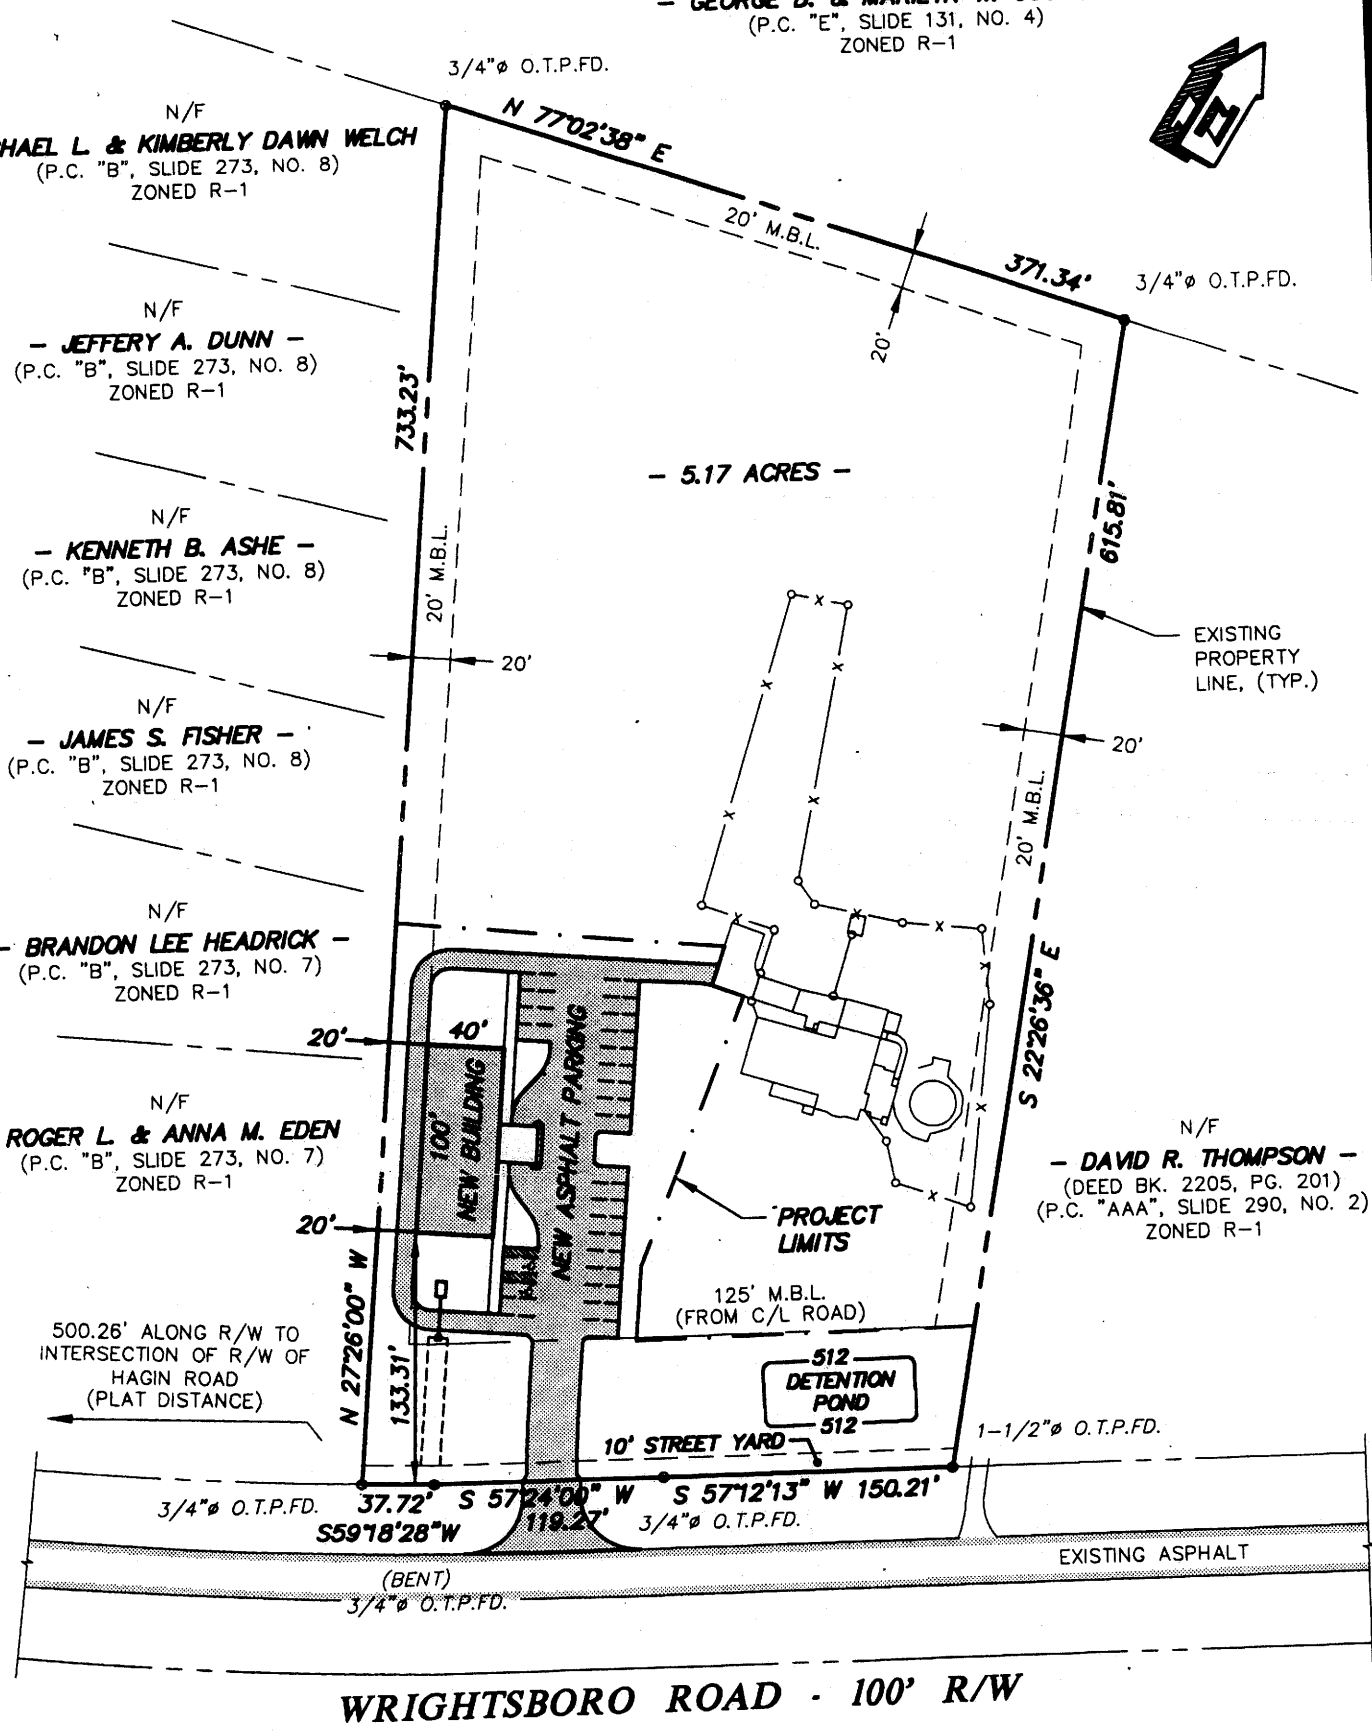 — GEORGE D. & MARILYN
(P.C. "E", SLIDE 131, NO. 4)
ZONED R-1
3/4"ø O.T.P.FD.
N 77°02'38" E
20' M.B.L.
371.34'
3/4"ø O.T.P.FD.
20'
N/F
HAEL L. & KIMBERLY DAWN WELCH
(P.C. "B", SLIDE 273, NO. 8)
ZONED R-1
N/F
— JEFFERY A. DUNN —
(P.C. "B", SLIDE 273, NO. 8)
ZONED R-1
733.23'
— 5.17 ACRES —
615.81'
N/F
— KENNETH B. ASHE —
(P.C. "B", SLIDE 273, NO. 8)
ZONED R-1
20' M.B.L.
20'
EXISTING
PROPERTY
LINE, (TYP.)
N/F
— JAMES S. FISHER —
(P.C. "B", SLIDE 273, NO. 8)
ZONED R-1
20'
20' M.B.L.
N/F
— BRANDON LEE HEADRICK —
(P.C. "B", SLIDE 273, NO. 7)
ZONED R-1
S 22°26'36" E
20'
40'
100'
NEW BUILDING
NEW ASPHALT PARKING
N/F
ROGER L. & ANNA M. EDEN
(P.C. "B", SLIDE 273, NO. 7)
ZONED R-1
20'
N/F
— DAVID R. THOMPSON —
(DEED BK. 2205, PG. 201)
(P.C. "AAA", SLIDE 290, NO. 2)
ZONED R-1
PROJECT
LIMITS
125' M.B.L.
(FROM C/L ROAD)
N 27°26'00" W
133.31'
500.26' ALONG R/W TO
INTERSECTION OF R/W OF
HAGIN ROAD
(PLAT DISTANCE)
512
DETENTION
POND
512
10' STREET YARD
1-1/2"ø O.T.P.FD.
3/4"ø O.T.P.FD.
37.72'
S59°18'28"W
S 57°24'00" W
119.27'
S 57°12'13" W 150.21'
3/4"ø O.T.P.FD.
EXISTING ASPHALT
(BENT)
3/4"ø O.T.P.FD.
WRIGHTSBORO ROAD - 100' R/W